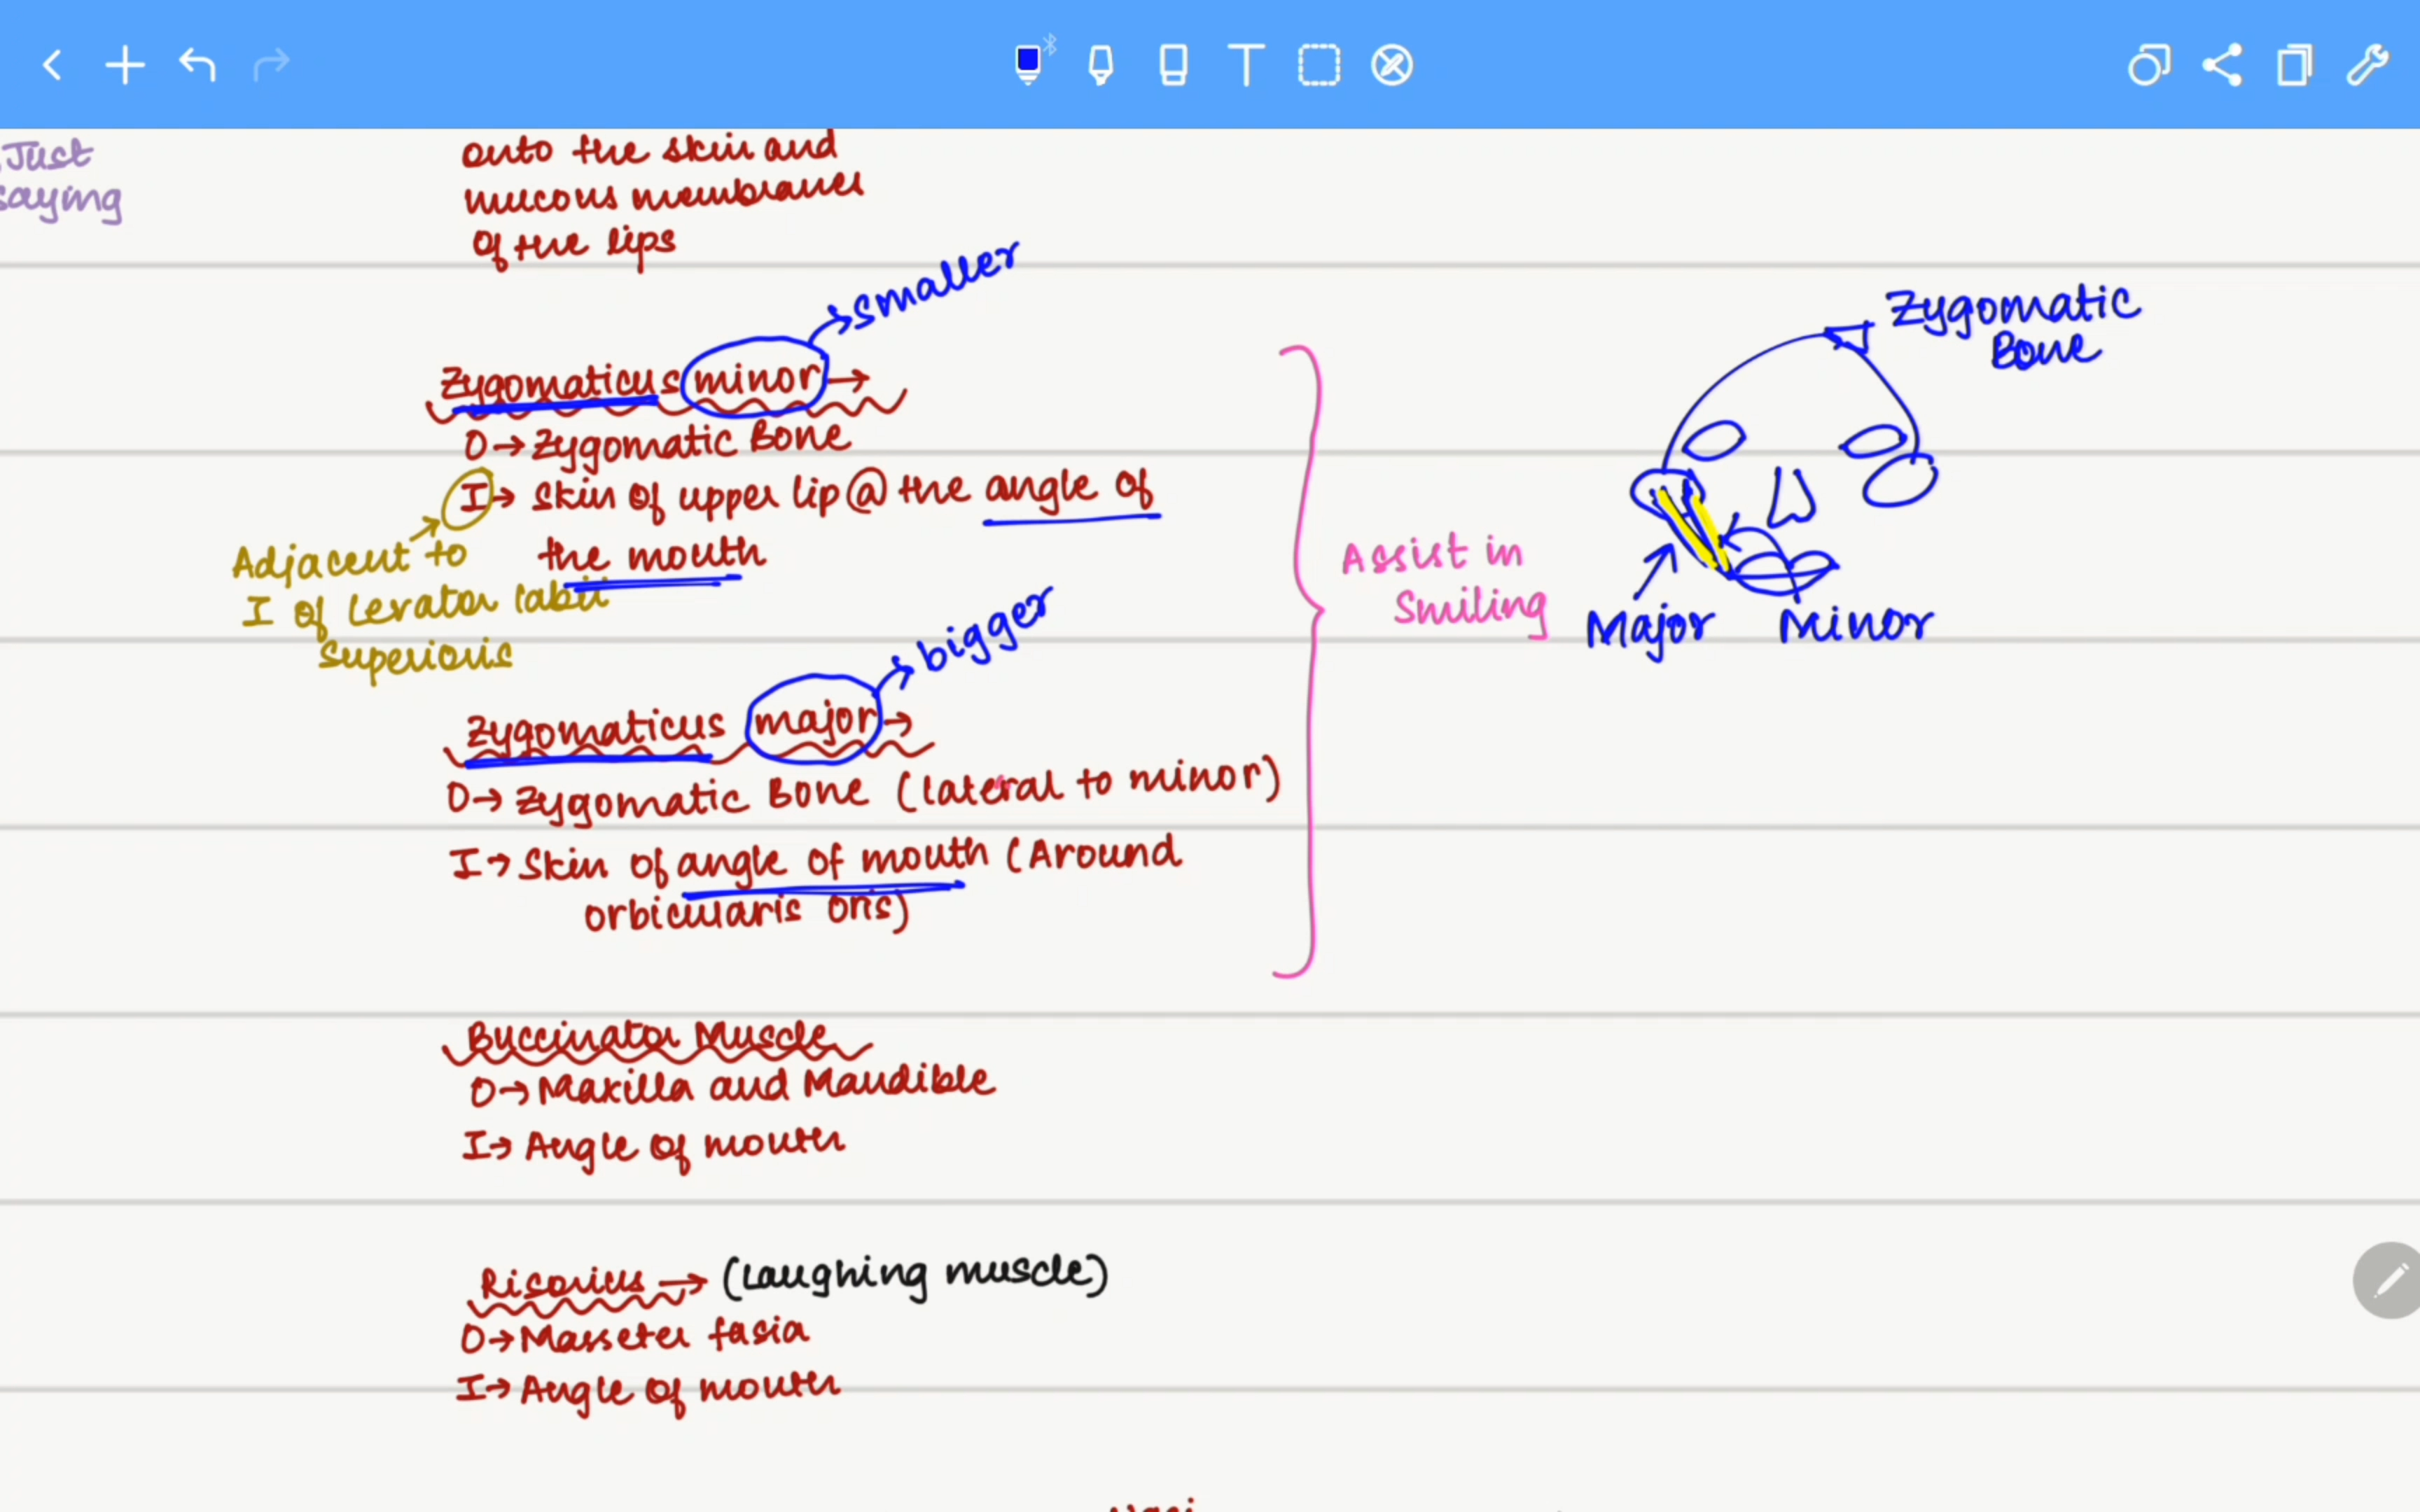 Just
saying
onto the skin and
mucous membranes
of the lips
smaller
Zygomaticus minor →
O → Zygomatic Bone
I → Skin of upper lip @ the angle of
the mouth
Adjacent to
I of Levator labii
Superioris
bigger
Zygomaticus major →
O → Zygomatic Bone (lateral to minor)
I → Skin of angle of mouth (Around
orbicularis oris)
Assist in
Smiling
Zygomatic
Bone
Major Minor
Buccinator Muscle
O → Maxilla and Mandible
I → Angle of mouth
Risorius → (Laughing muscle)
O → Masseter fasia
I → Angle of mouth